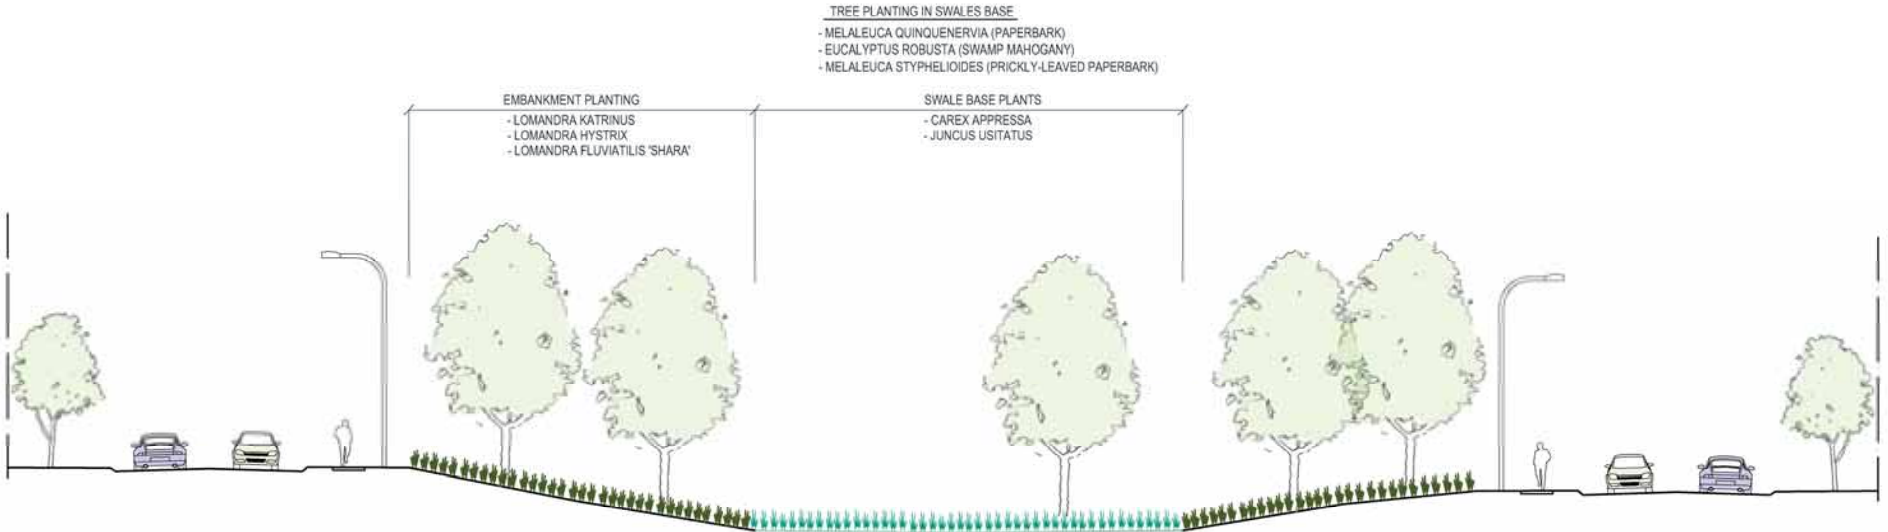 TREE PLANTING IN SWALES BASE
- MELALEUCA QUINQUENERVIA (PAPERBARK)
- EUCALYPTUS ROBUSTA (SWAMP MAHOGANY)
- MELALEUCA STYPHELIOIDES (PRICKLY-LEAVED PAPERBARK)
EMBANKMENT PLANTING
- LOMANDRA KATRINUS
- LOMANDRA HYSTRIX
- LOMANDRA FLUVIATILIS 'SHARA'
SWALE BASE PLANTS
- CAREX APPRESSA
- JUNCUS USITATUS